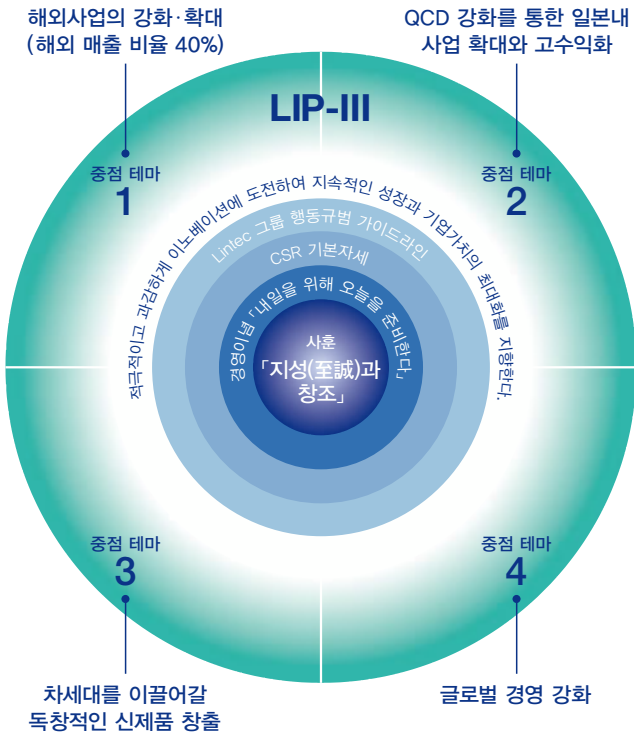 해외사업의 강화·확대
(해외 매출 비율 40%)
QCD 강화를 통한 일본내
사업 확대와 고수익화
LIP-III
중점 테마
1
중점 테마
2
적극적이고 과감하게 이노베이션에 도전하여 지속적인 성장과 기업가치의 최대화를 지향한다.
Lintec 그룹 행동규범 가이드라인
CSR 기본자세
경영이념 「내일을 위해 오늘을 준비한다」
사훈
「지성(至誠)과
창조」
중점 테마
3
중점 테마
4
차세대를 이끌어갈
독창적인 신제품 창출
글로벌 경영 강화